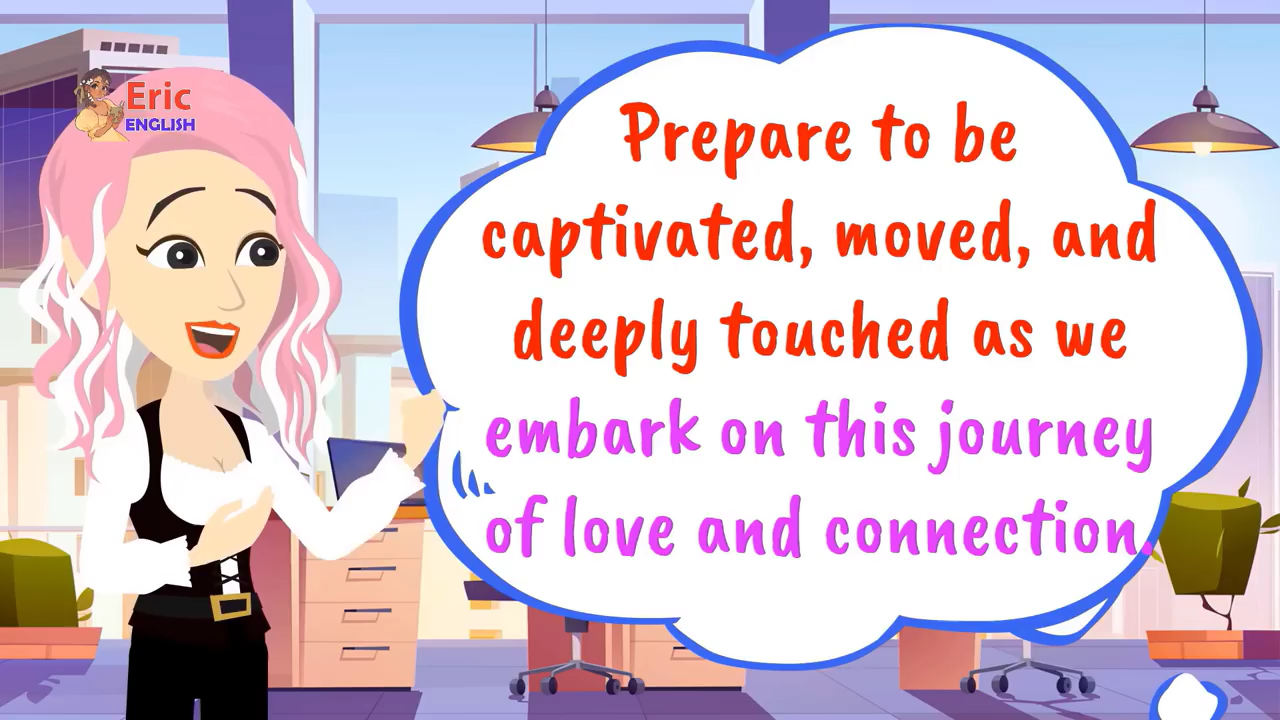 Eric
ENGLISH
Prepare to be
captivated, moved, and
deeply touched as we
embark on this journey
of love and connection.